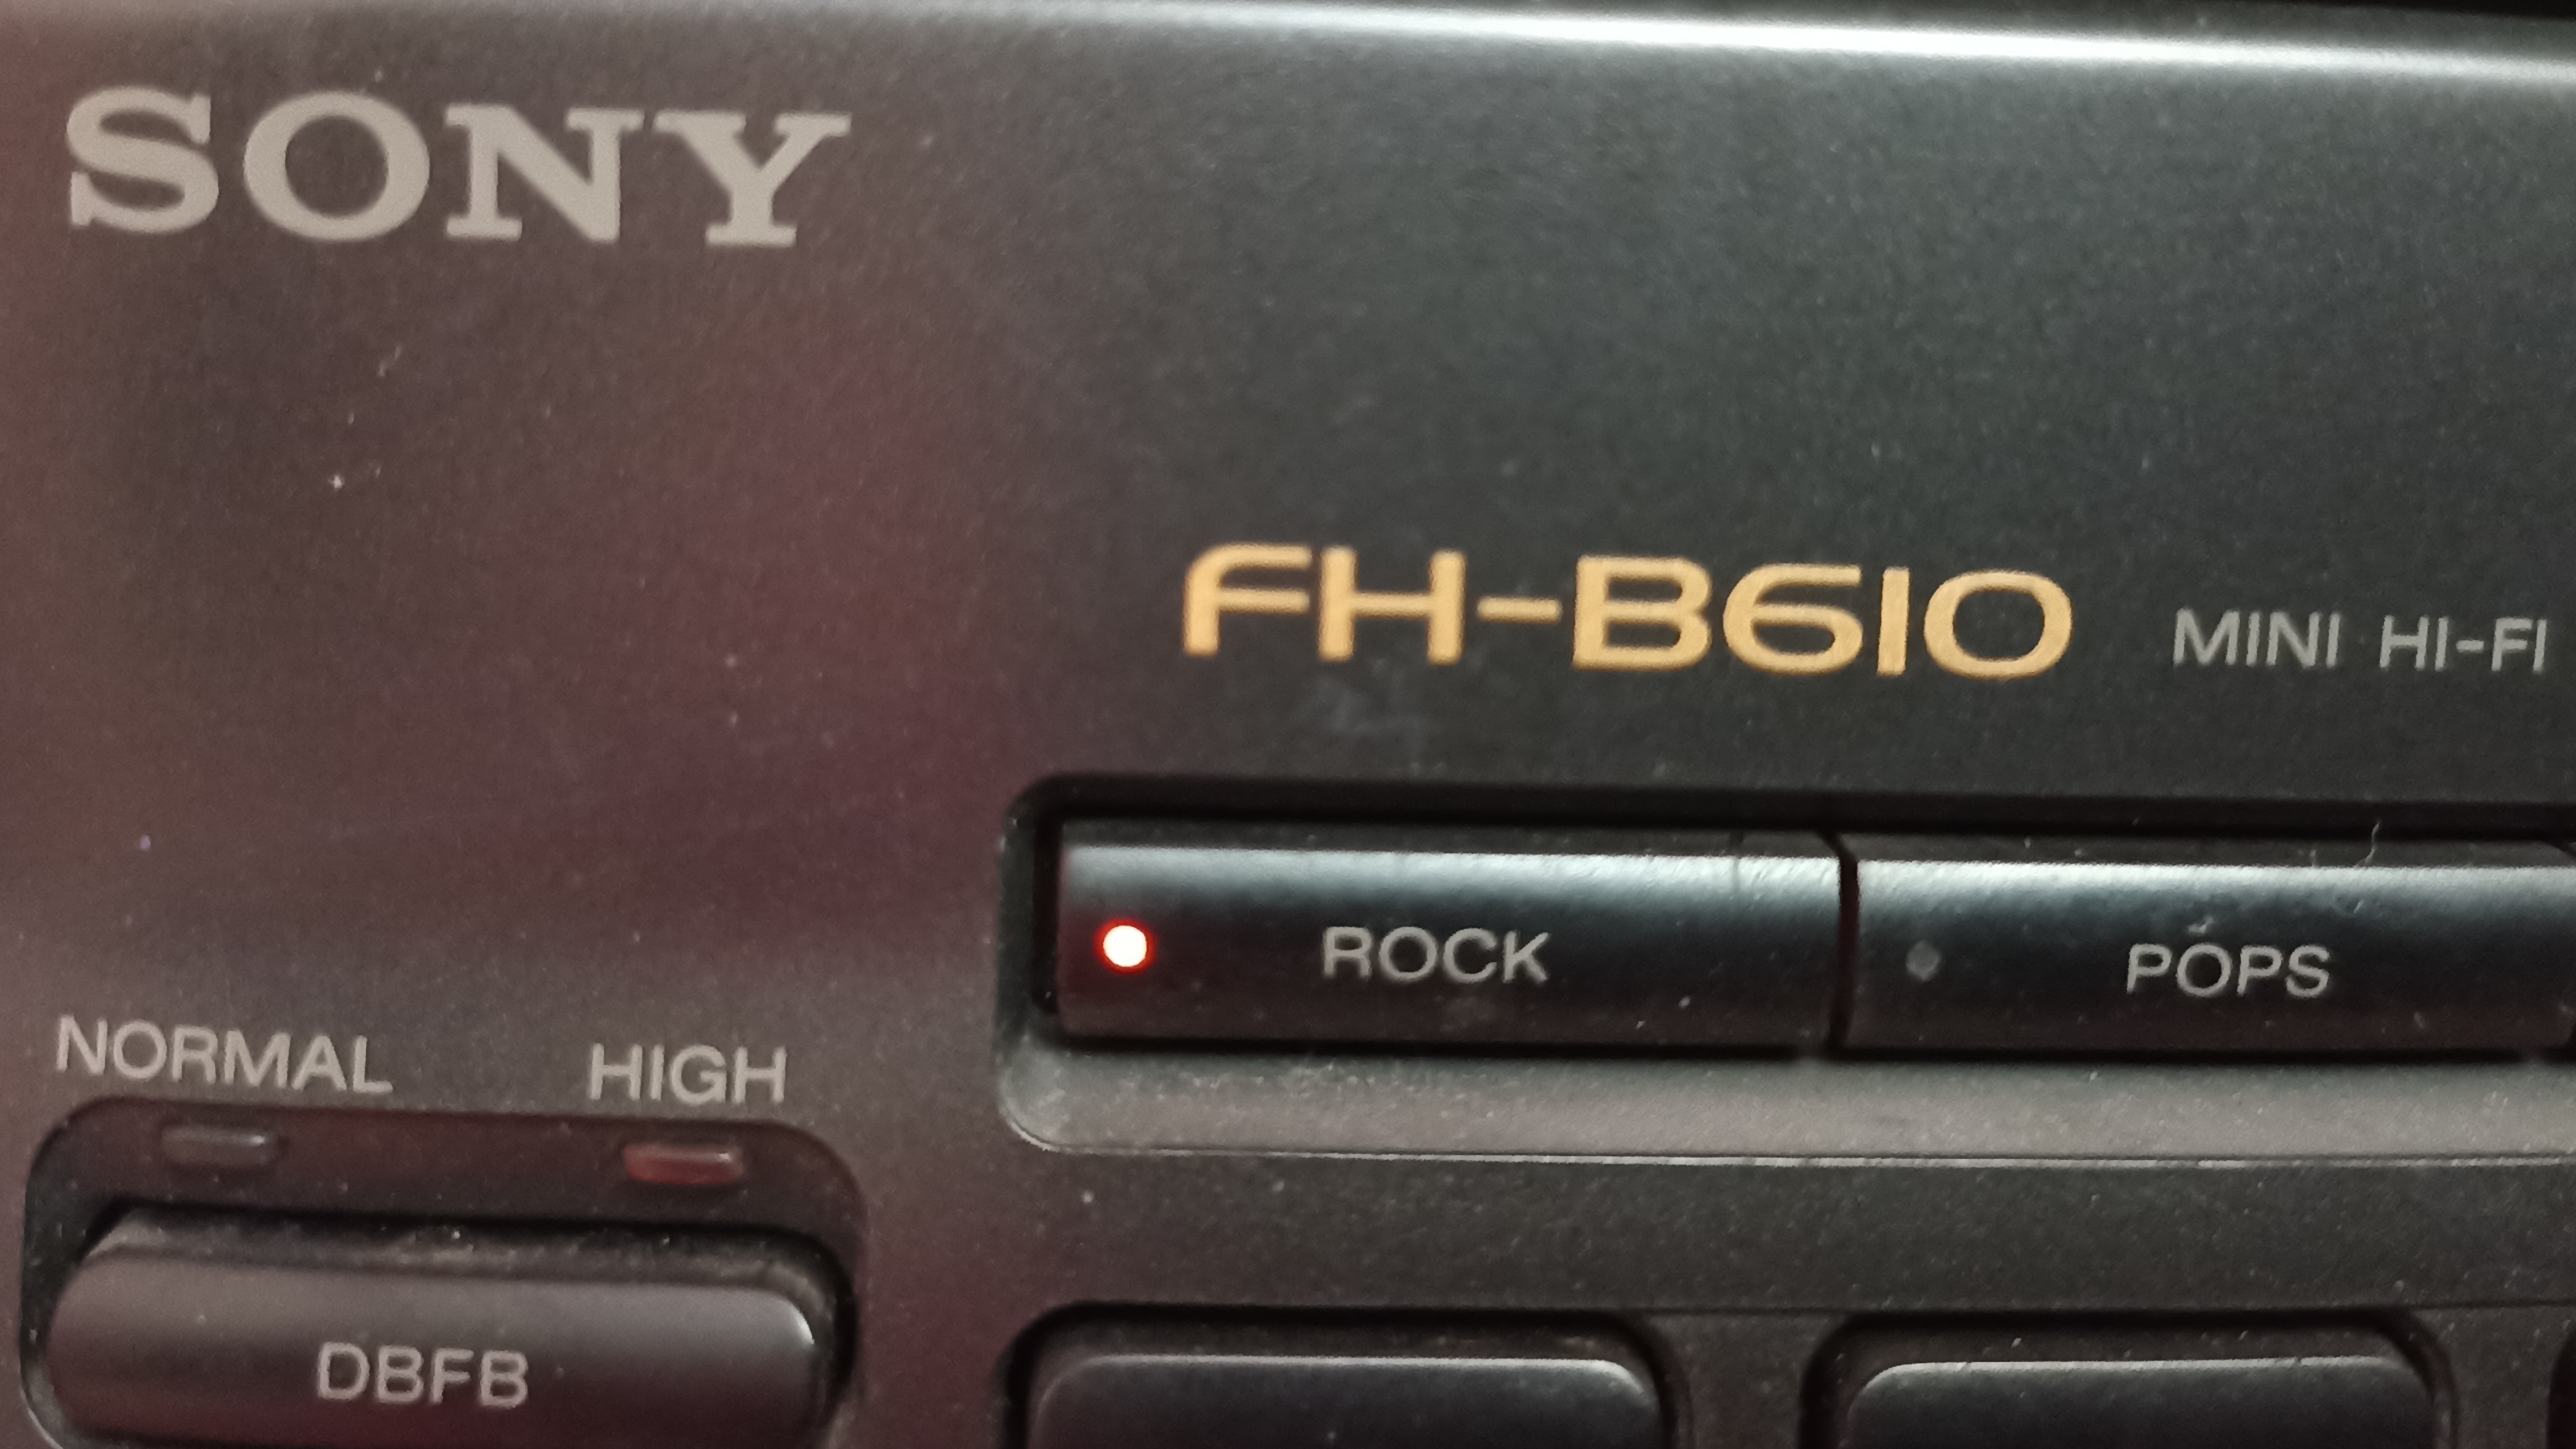 SONY
FH-B610 MINI HI-FI
ROCK POPS
NORMAL HIGH
DBFB